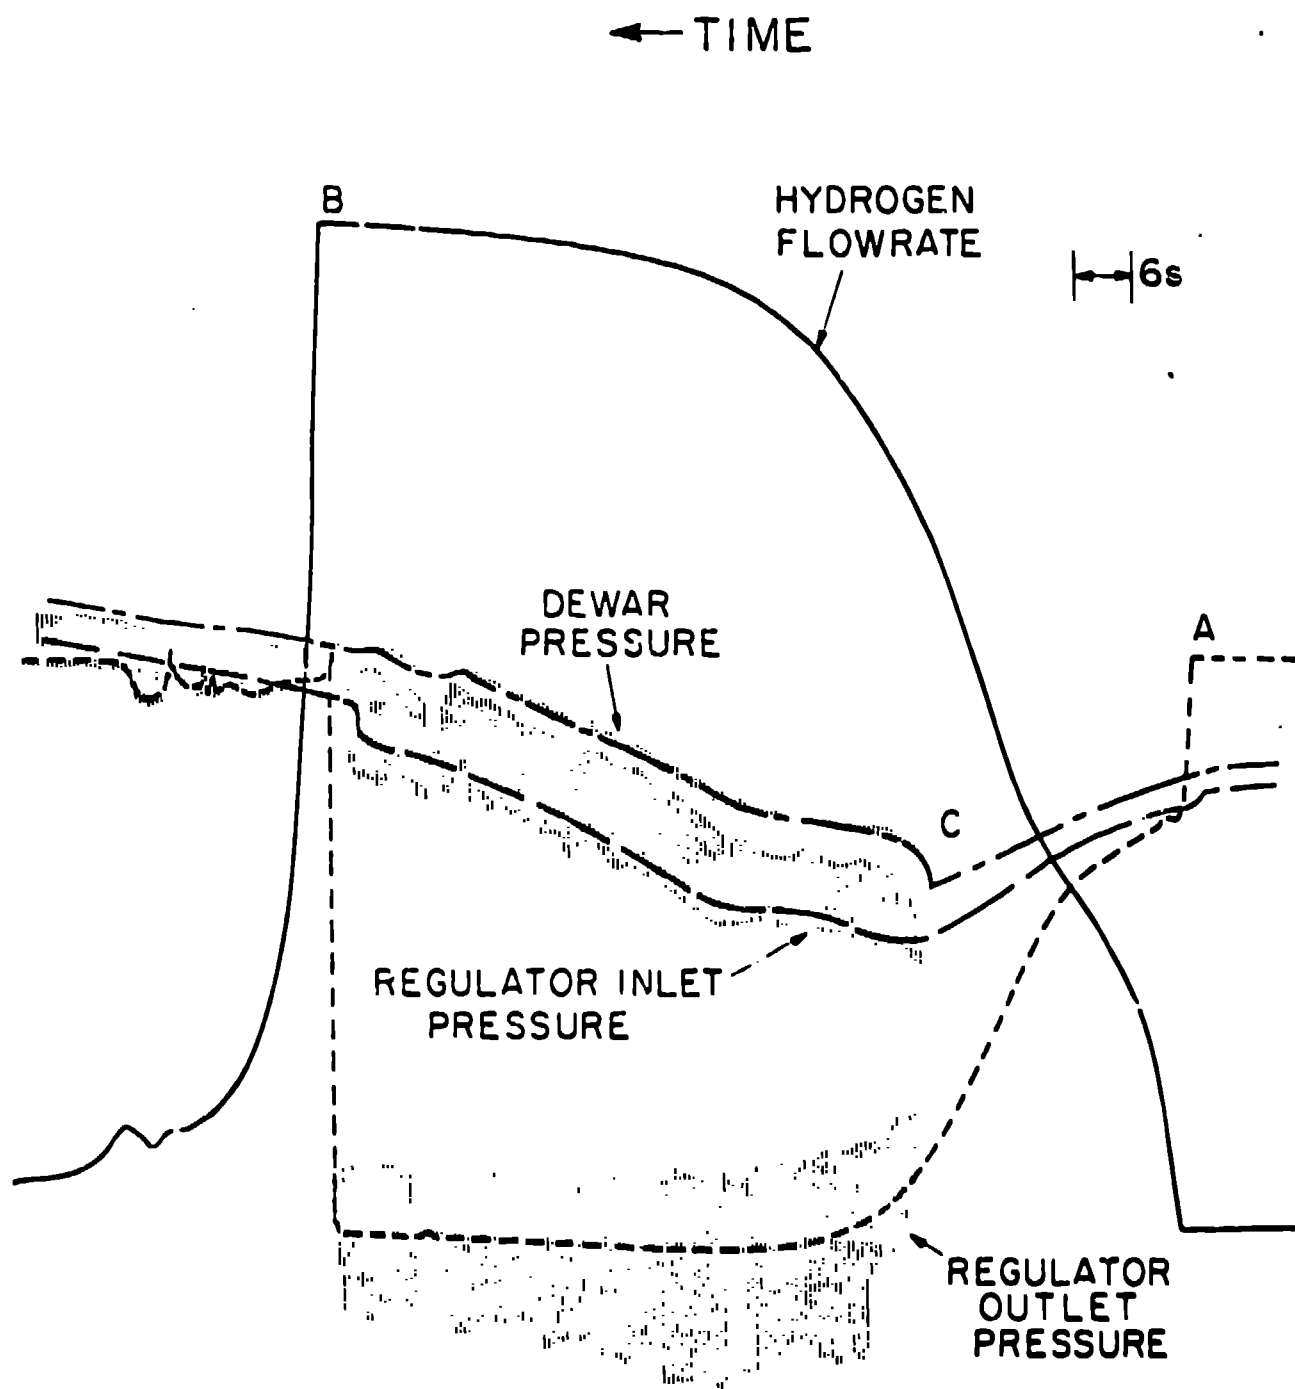 ← TIME
B
HYDROGEN
FLOWRATE
6s
DEWAR
PRESSURE
A
C
REGULATOR INLET
PRESSURE
REGULATOR
OUTLET
PRESSURE